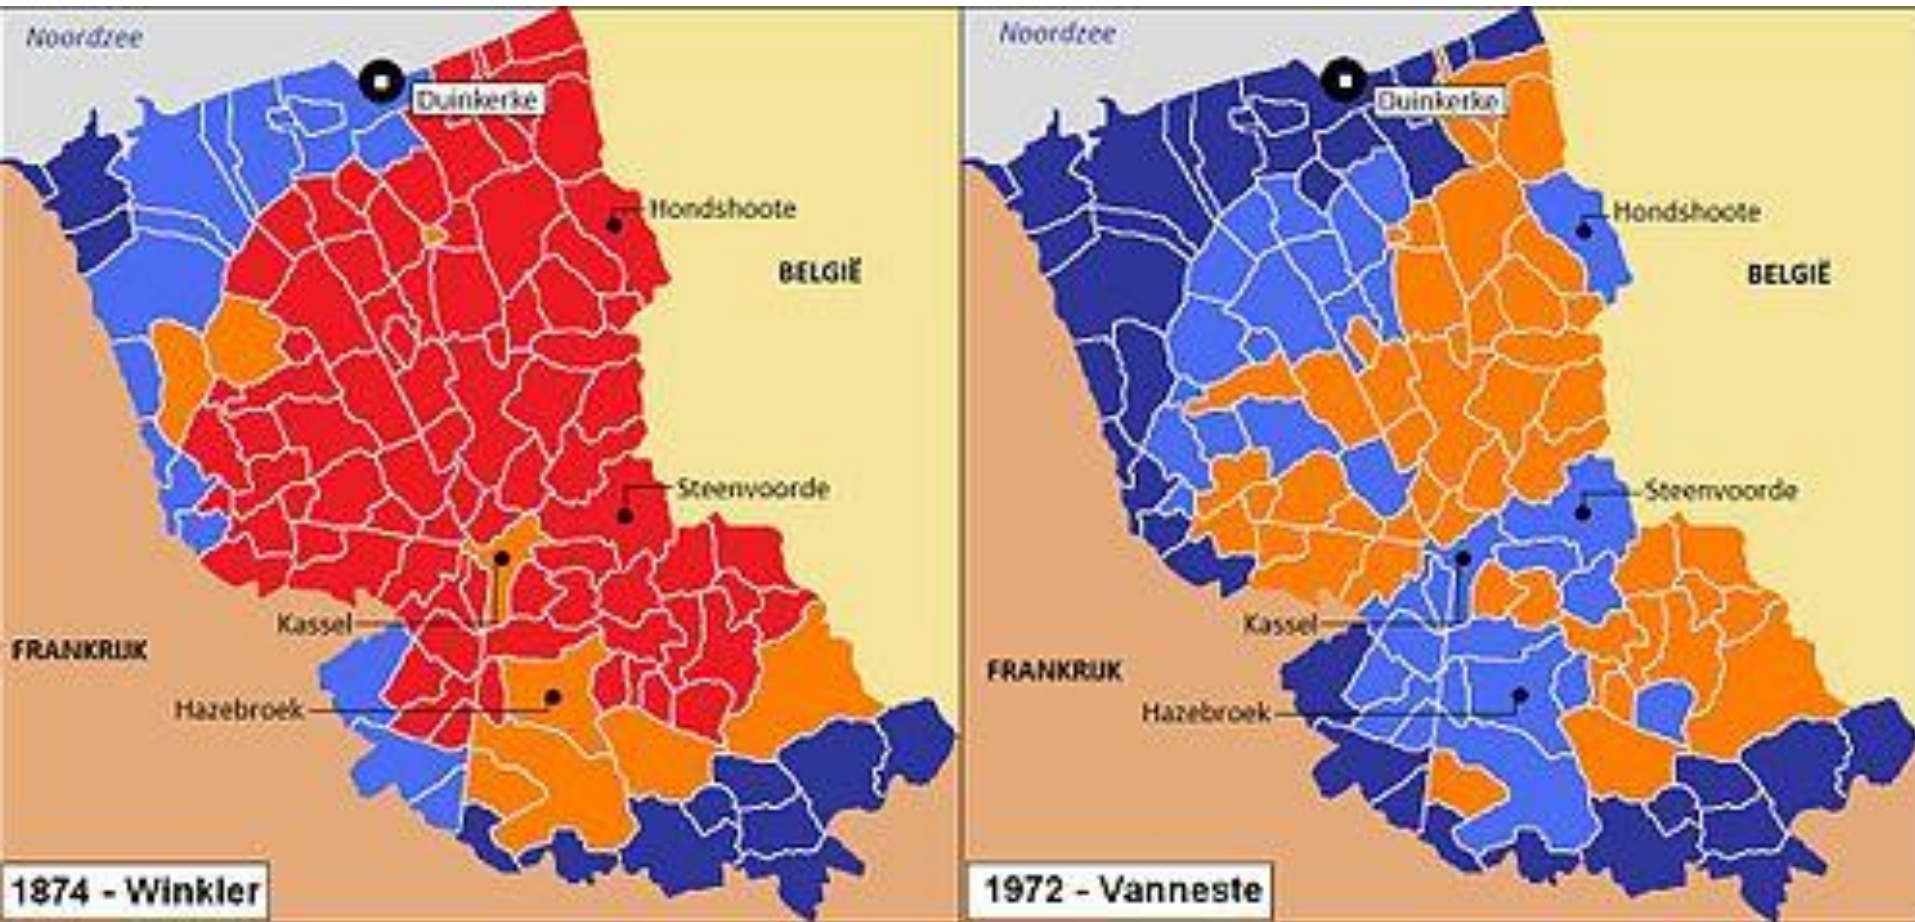 Noordzee
Duinkerke
Hondshoote
BELGIË
Steenvoorde
Kassel
FRANKRIJK
Hazebroek
1874 - Winkler
Noordzee
Duinkerke
Hondshoote
BELGIË
Steenvoorde
Kassel
FRANKRIJK
Hazebroek
1972 - Vanneste